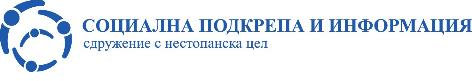 СОЦИАЛНА ПОДКРЕПА И ИНФОРМАЦИЯ
сдружение с нестопанска цел